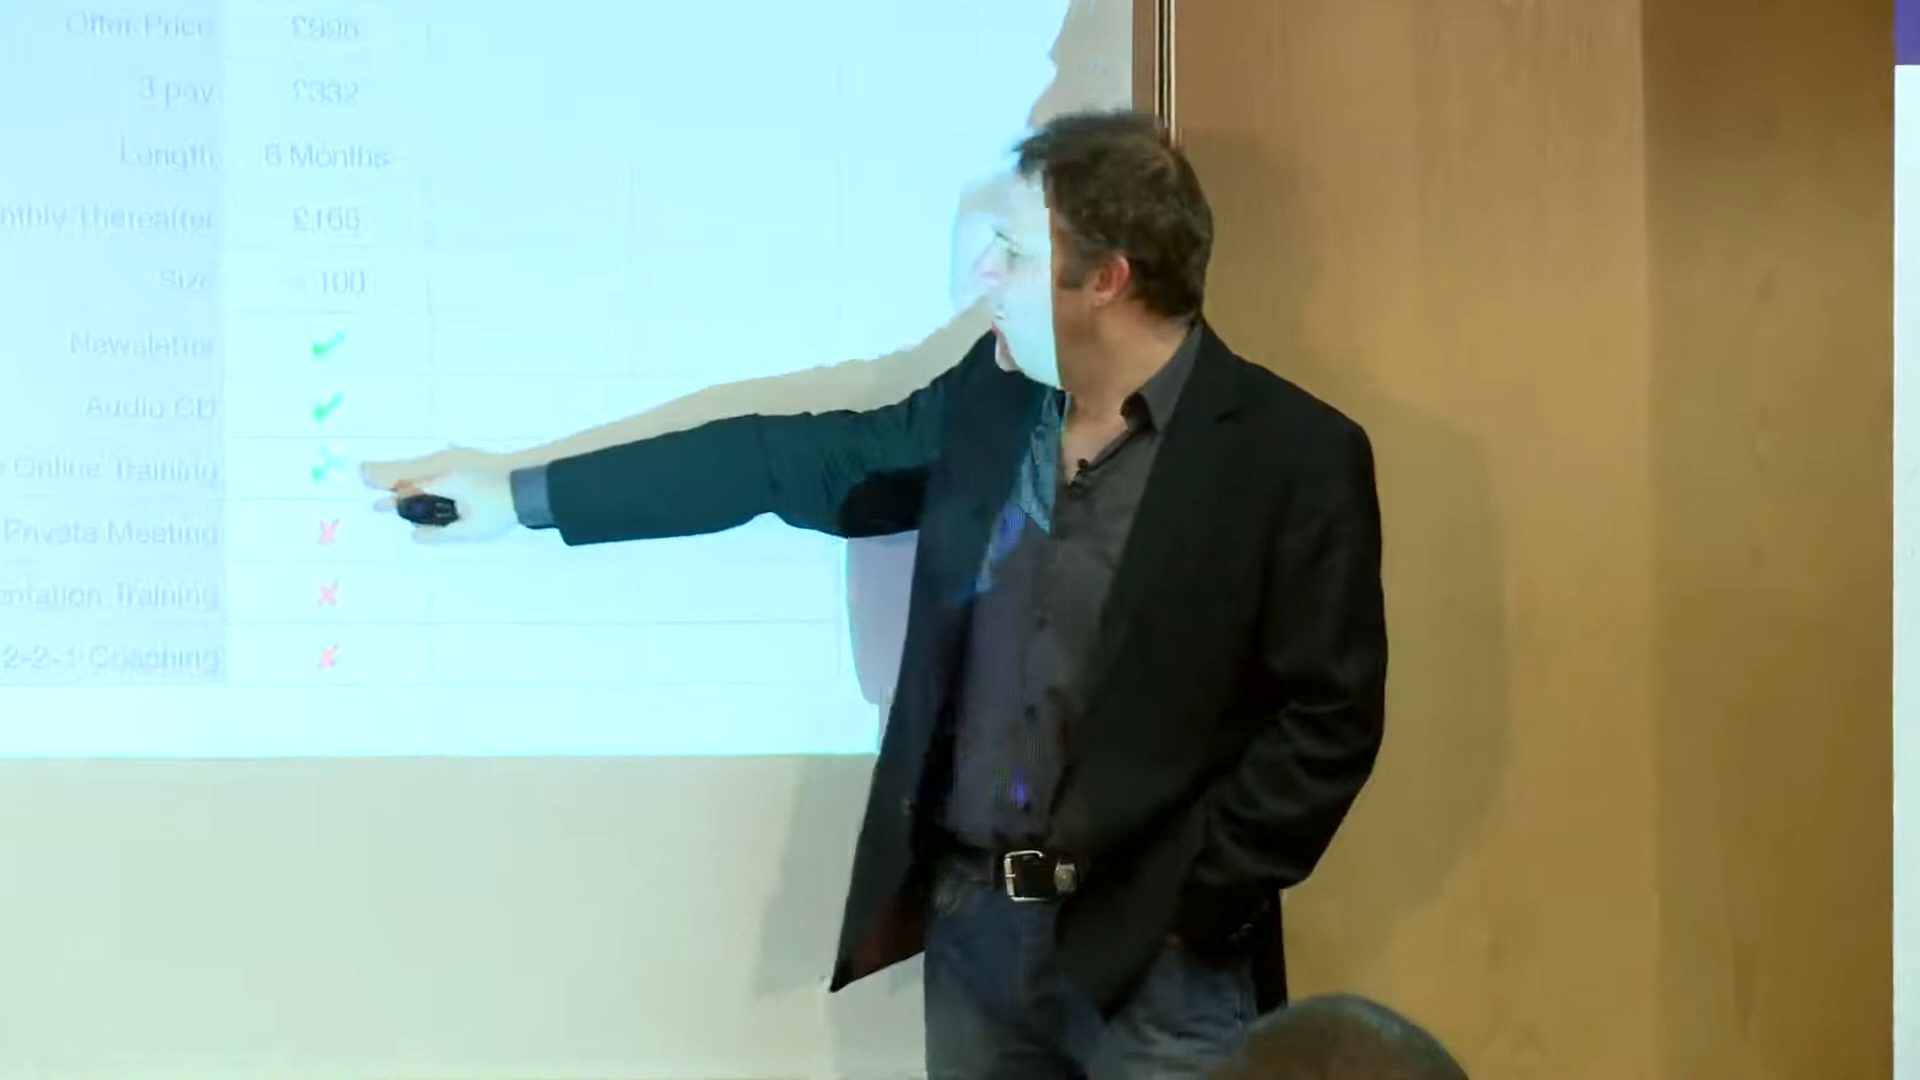 Offer Price £995
3 pay £332
Length 6 Months
nthly Thereafter £165
Size 100
Newsletter ✔
Audio CD ✔
Online Training ✔
Private Meeting ✘
entation Training ✘
2-2-1 Coaching ✘